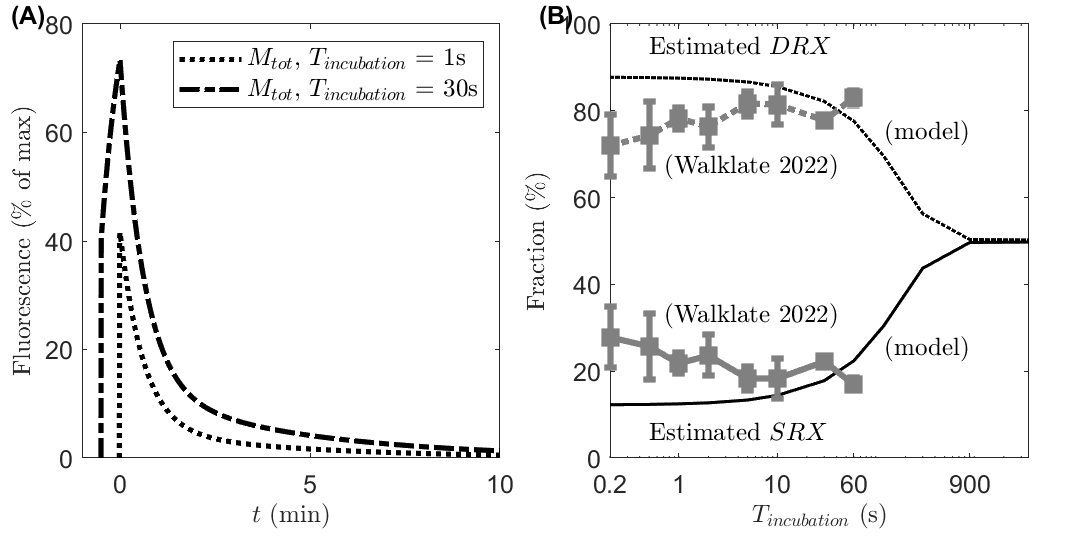 (A)
80
60
40
20
0
Fluorescence (% of max)
M_tot, T_incubation = 1s
M_tot, T_incubation = 30s
0
5
10
t (min)
(B)
100
80
60
40
20
0
Fraction (%)
Estimated DRX
(model)
(Walklate 2022)
(Walklate 2022)
(model)
Estimated SRX
0.2
1
10
60
900
T_incubation (s)